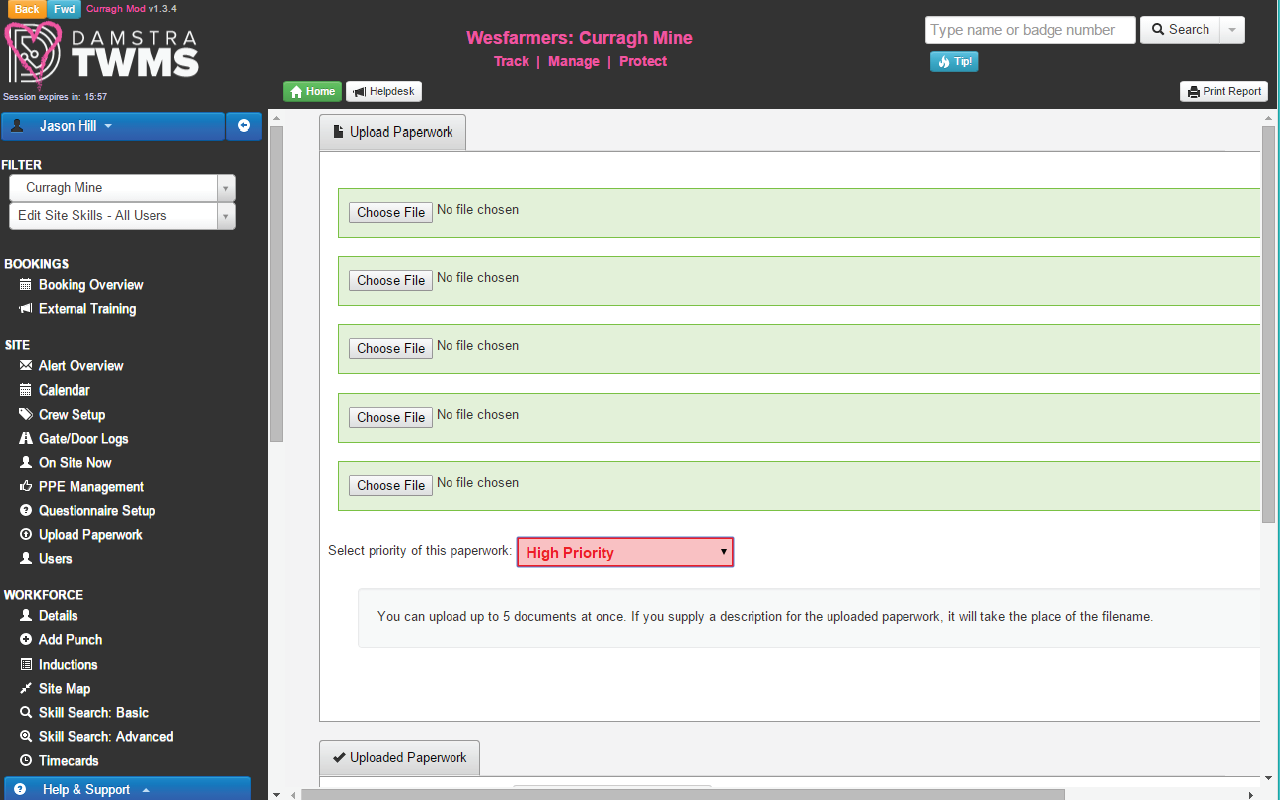 Back Fwd Curragh Mod v1.3.4
DAMSTRA
TWMS
Session expires in: 15:57
Wesfarmers: Curragh Mine
Track | Manage | Protect
Type name or badge number Search
Tip!
Home Helpdesk
Print Report
Jason Hill
FILTER
Curragh Mine
Edit Site Skills - All Users
BOOKINGS
Booking Overview
External Training
SITE
Alert Overview
Calendar
Crew Setup
Gate/Door Logs
On Site Now
PPE Management
Questionnaire Setup
Upload Paperwork
Users
WORKFORCE
Details
Add Punch
Inductions
Site Map
Skill Search: Basic
Skill Search: Advanced
Timecards
Help & Support
Upload Paperwork
Choose File No file chosen
Choose File No file chosen
Choose File No file chosen
Choose File No file chosen
Choose File No file chosen
Select priority of this paperwork: High Priority
You can upload up to 5 documents at once. If you supply a description for the uploaded paperwork, it will take the place of the filename.
Uploaded Paperwork